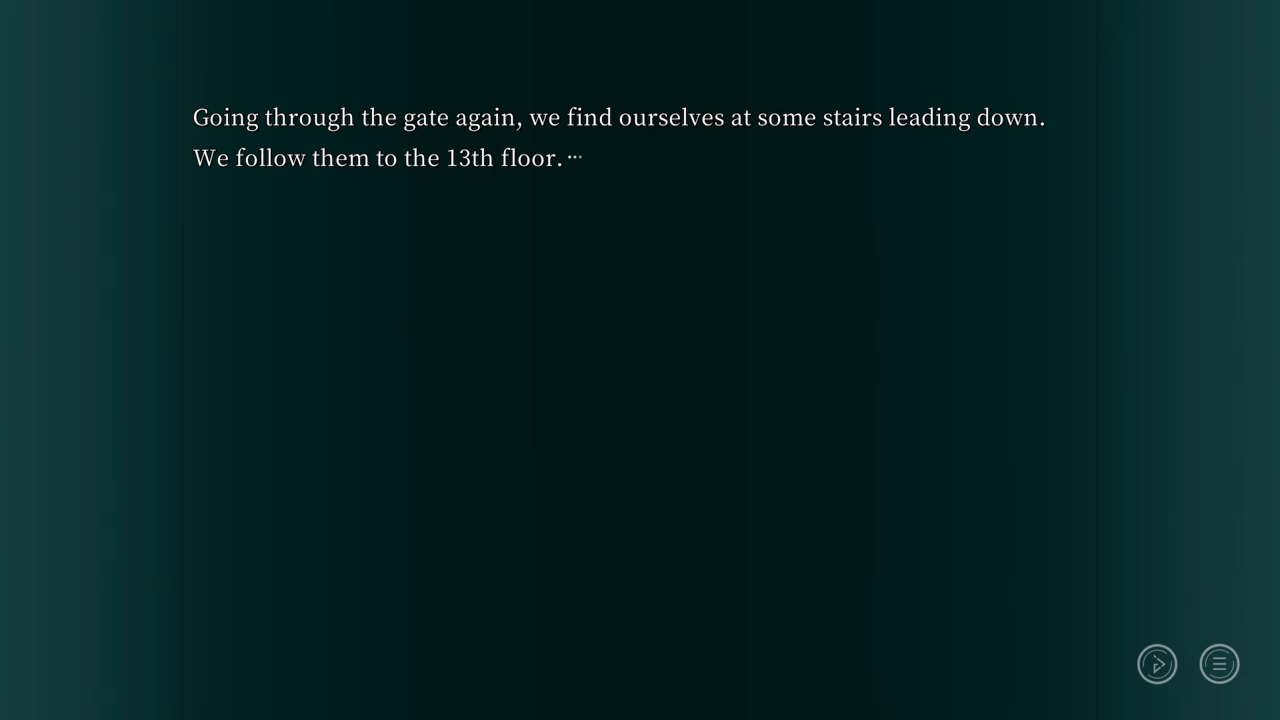 Going through the gate again, we find ourselves at some stairs leading down.
We follow them to the 13th floor.